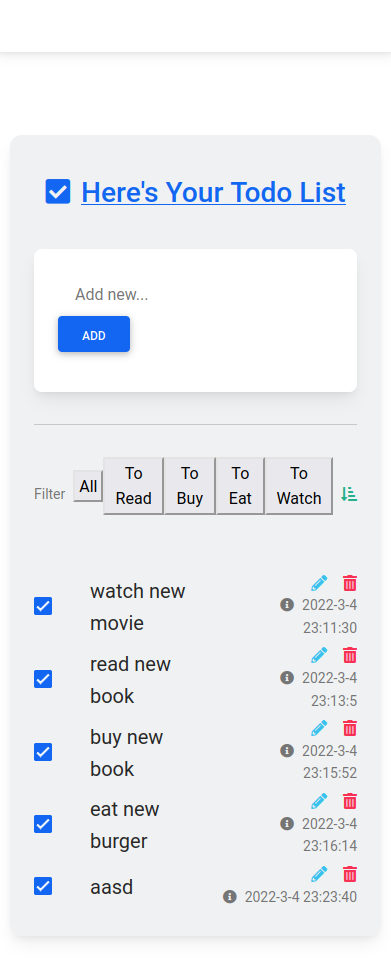 Here's Your Todo List
Add new...
ADD
Filter All To Read To Buy To Eat To Watch
watch new
movie
2022-3-4
23:11:30
read new
book
2022-3-4
23:13:5
buy new
book
2022-3-4
23:15:52
eat new
burger
2022-3-4
23:16:14
aasd
2022-3-4 23:23:40